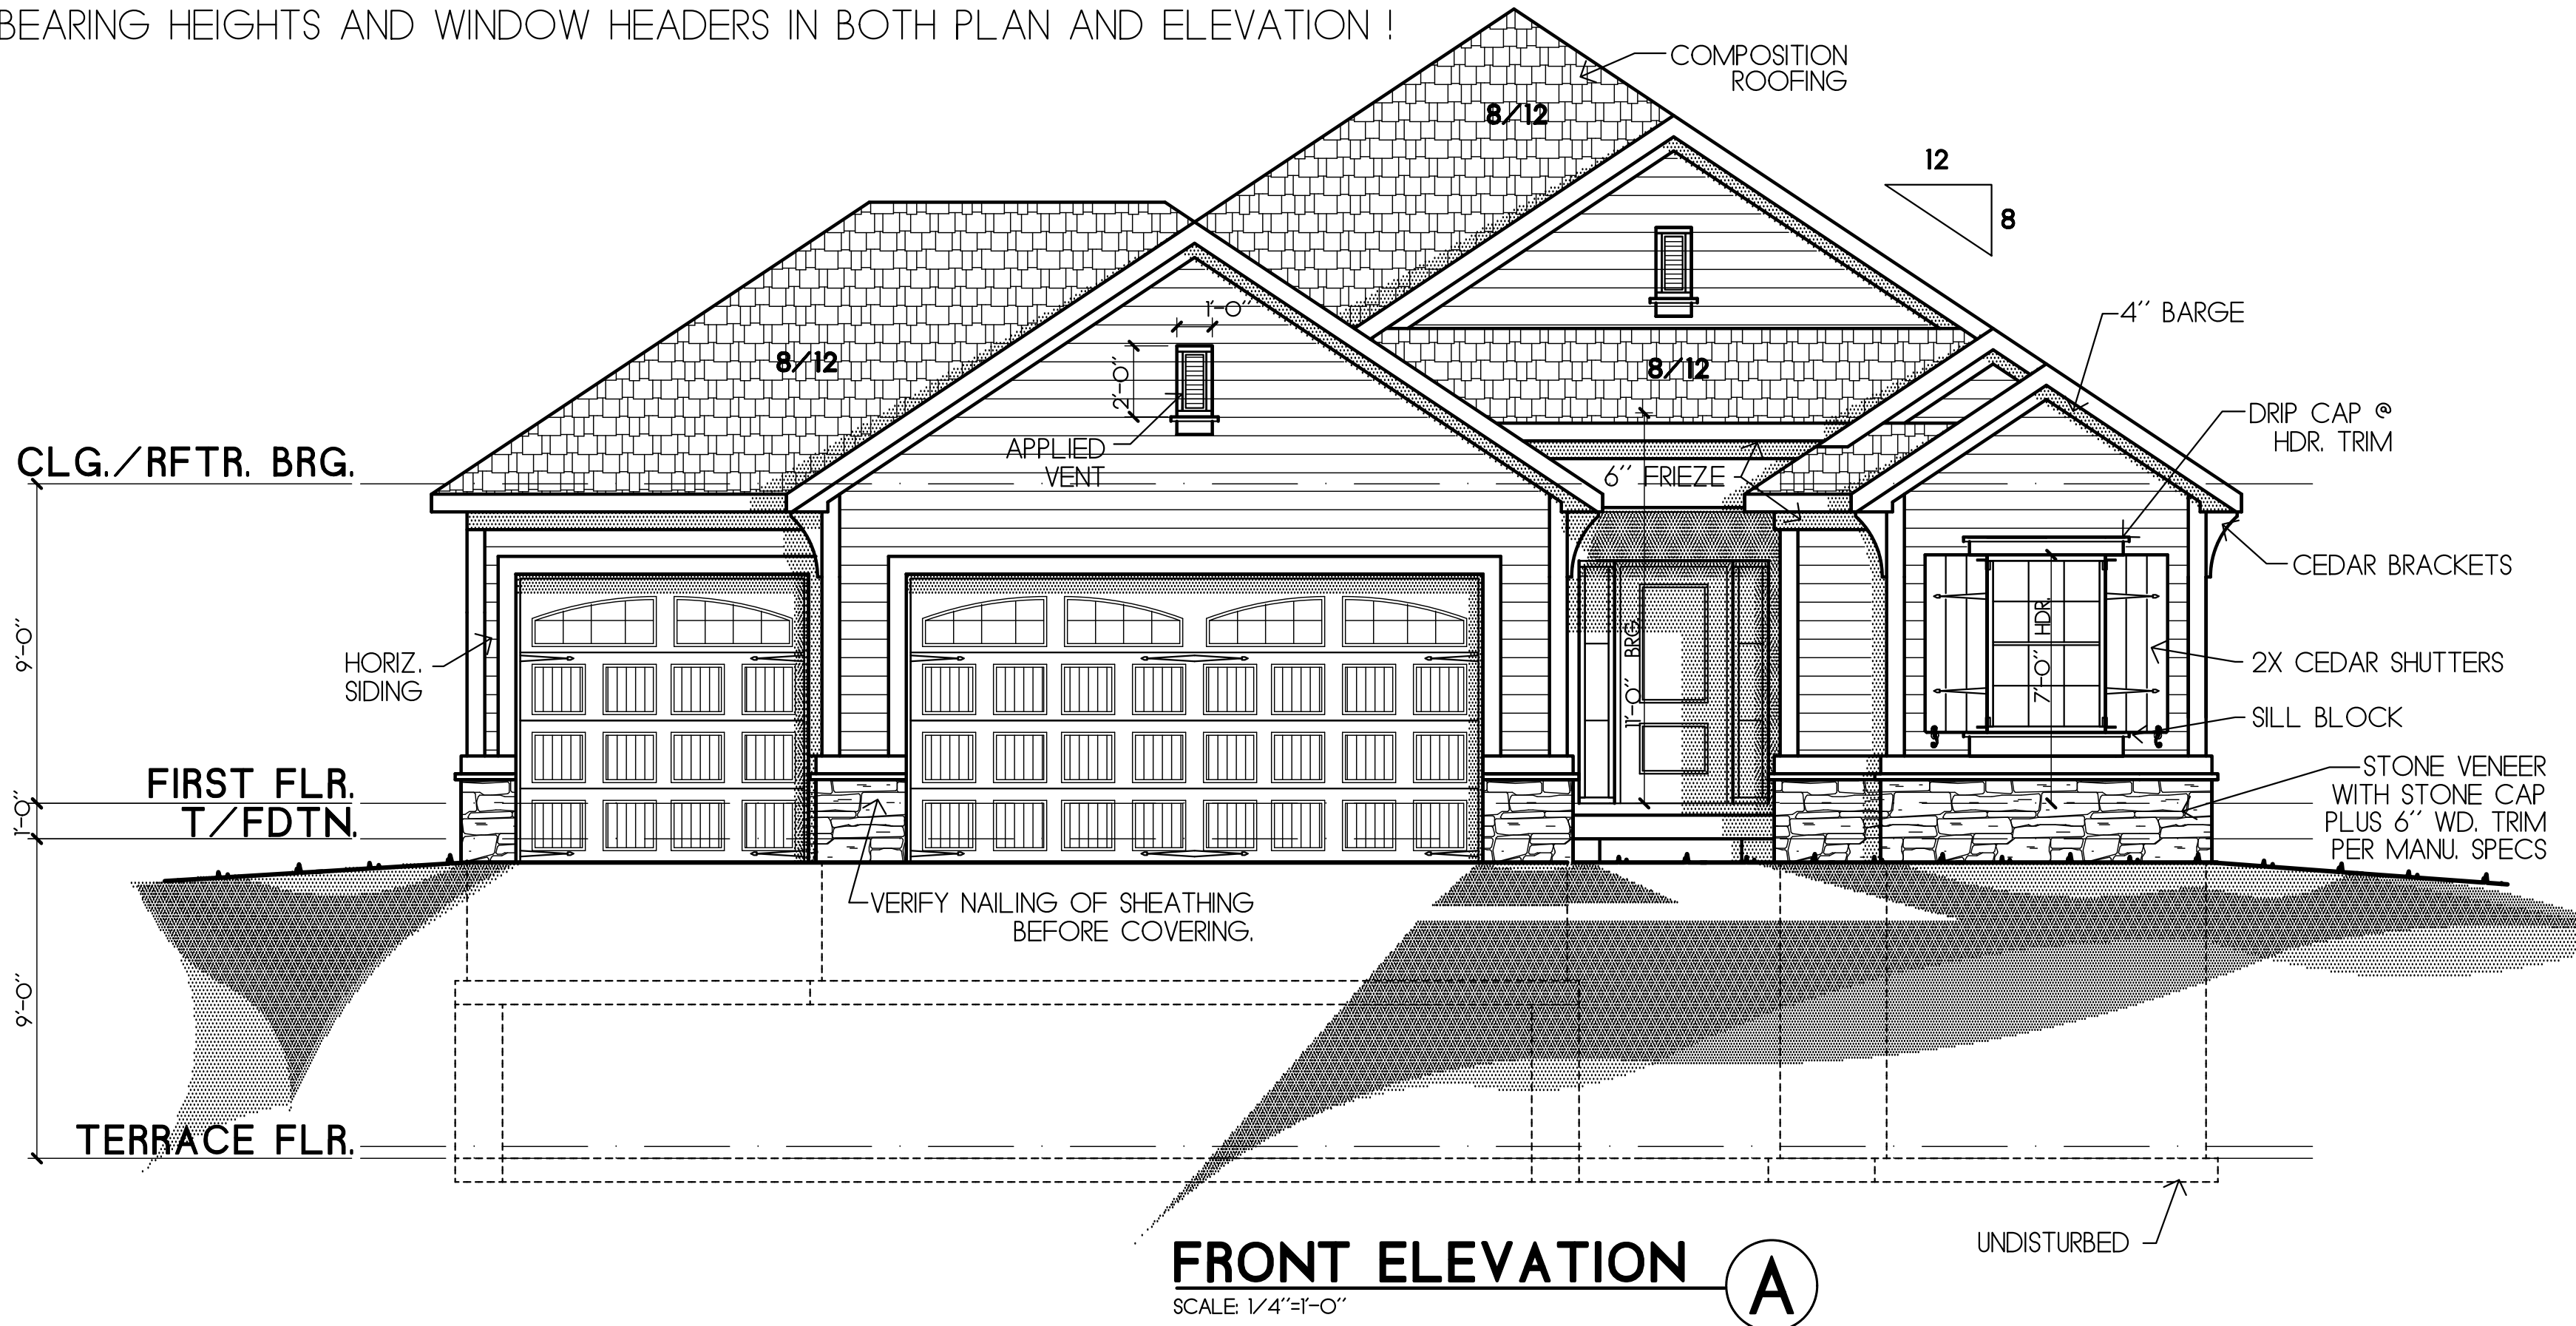 BEARING HEIGHTS AND WINDOW HEADERS IN BOTH PLAN AND ELEVATION !
COMPOSITION
ROOFING
8/12
12
8
4'' BARGE
1'-0''
2'-0''
8/12
8/12
DRIP CAP @
HDR. TRIM
APPLIED
VENT
6'' FRIEZE
CLG./RFTR. BRG.
CEDAR BRACKETS
9'-0''
HORIZ.
SIDING
11'-0'' BRG.
7'-0'' HDR.
2X CEDAR SHUTTERS
SILL BLOCK
FIRST FLR.
1'-0''
T/FDTN.
STONE VENEER
WITH STONE CAP
PLUS 6'' WD. TRIM
PER MANU. SPECS
VERIFY NAILING OF SHEATHING
BEFORE COVERING.
9'-0''
TERRACE FLR.
UNDISTURBED
FRONT ELEVATION
A
SCALE: 1/4''=1'-0''